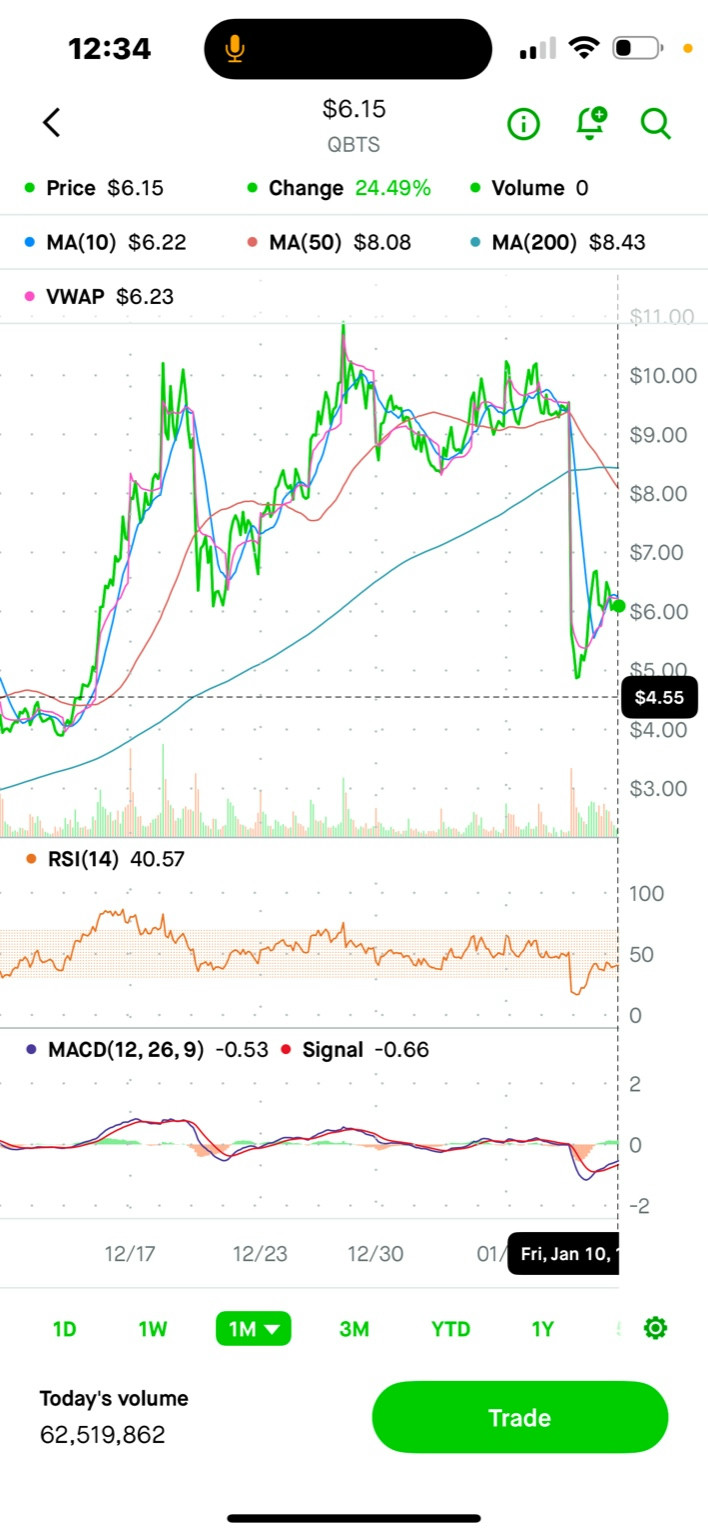 12:34
$6.15
QBTS
Price $6.15 Change 24.49% Volume 0
MA(10) $6.22 MA(50) $8.08 MA(200) $8.43
VWAP $6.23
$11.00
$10.00
$9.00
$8.00
$7.00
$6.00
$5.00
$4.55
$4.00
$3.00
RSI(14) 40.57
100
50
0
MACD(12, 26, 9) -0.53 Signal -0.66
2
0
-2
12/17 12/23 12/30 01/ Fri, Jan 10,
1D 1W 1M 3M YTD 1Y
Today's volume
62,519,862
Trade